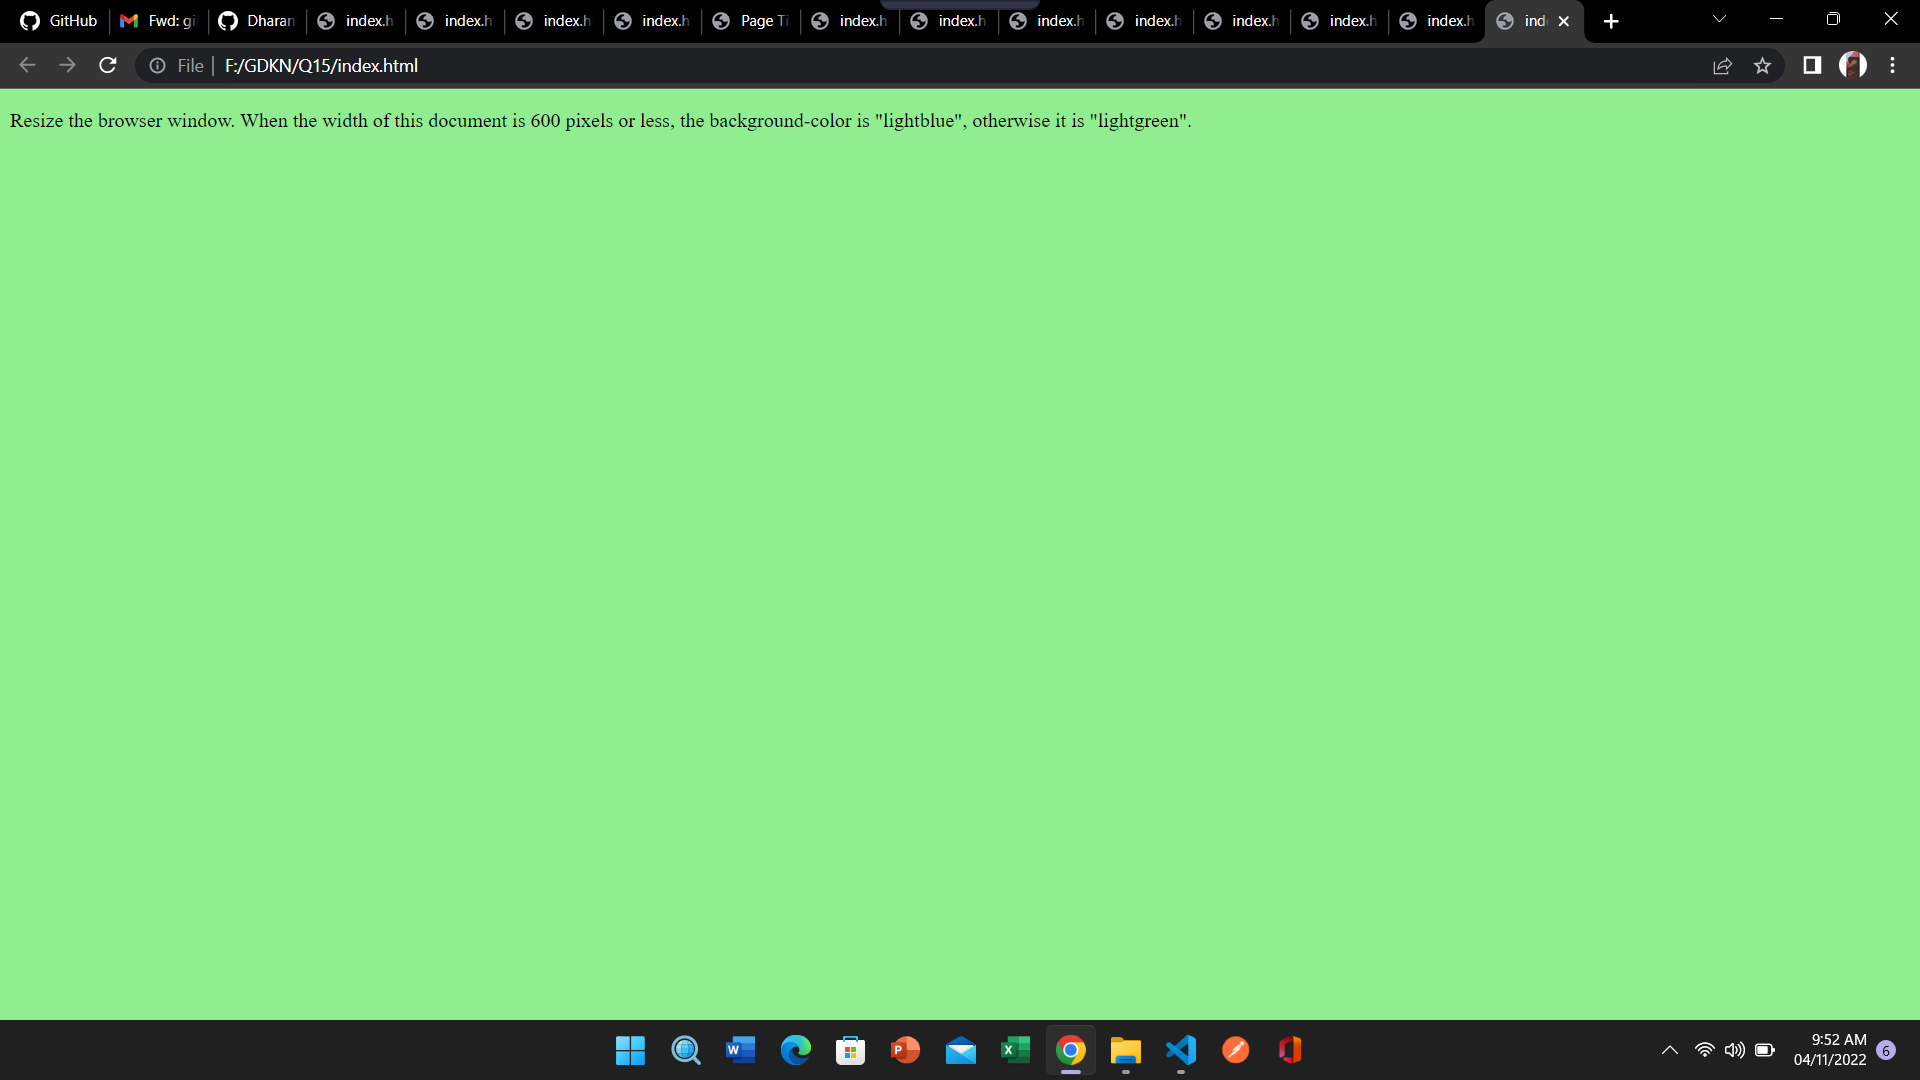 GitHub
Fwd: gi
Dharan
index.h
index.h
index.h
index.h
Page Ti
index.h
index.h
index.h
index.h
index.h
index.h
index.h
ind
File
F:/GDKN/Q15/index.html
Resize the browser window. When the width of this document is 600 pixels or less, the background-color is "lightblue", otherwise it is "lightgreen".
9:52 AM
04/11/2022
6